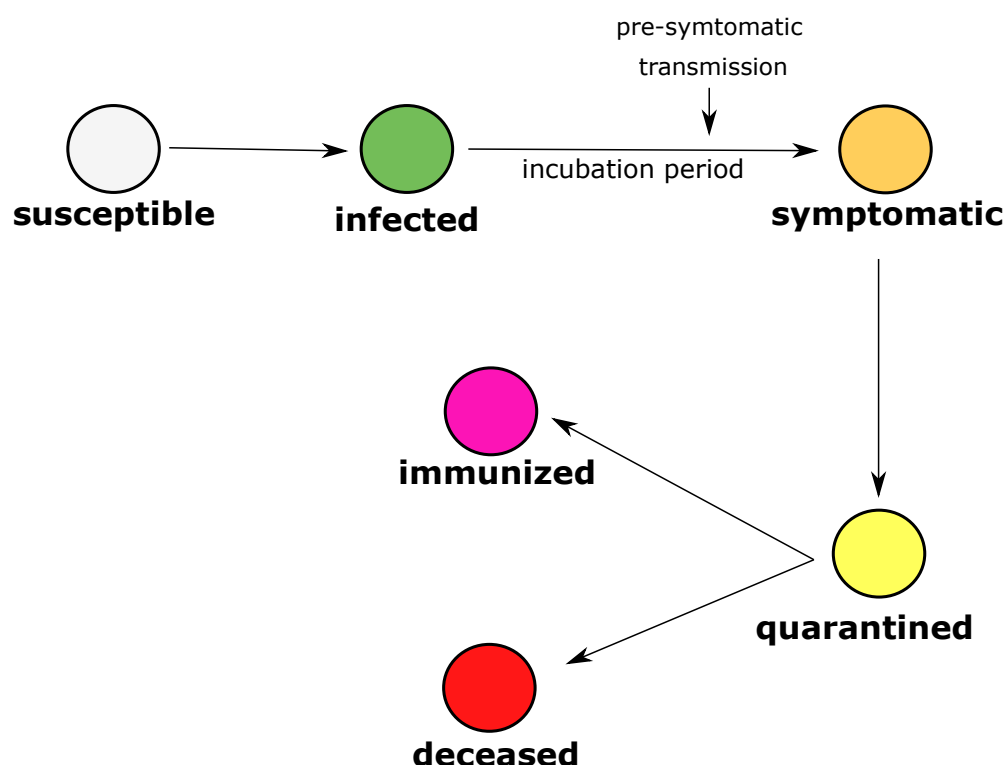 pre-symtomatic
transmission
incubation period
susceptible
infected
symptomatic
immunized
quarantined
deceased